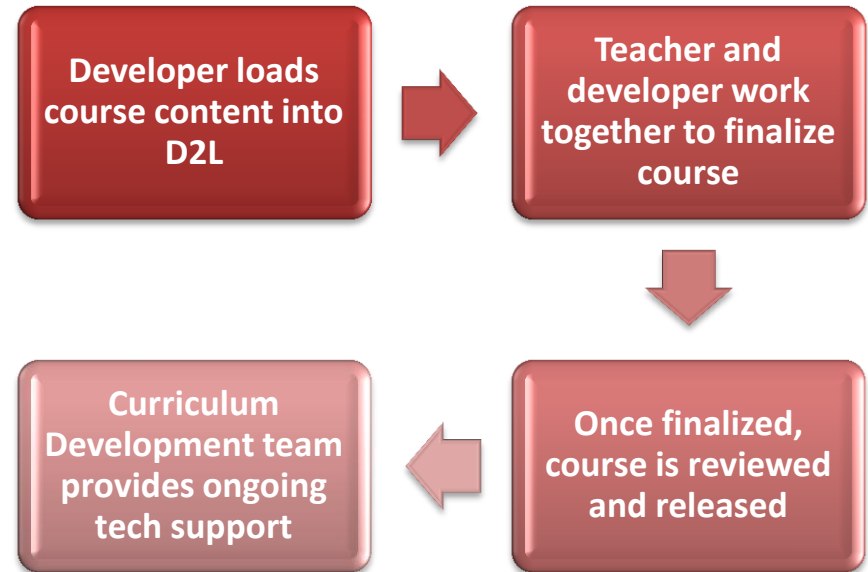 Developer loads
course content into
D2L
Teacher and
developer work
together to finalize
course
Once finalized,
course is reviewed
and released
Curriculum
Development team
provides ongoing
tech support